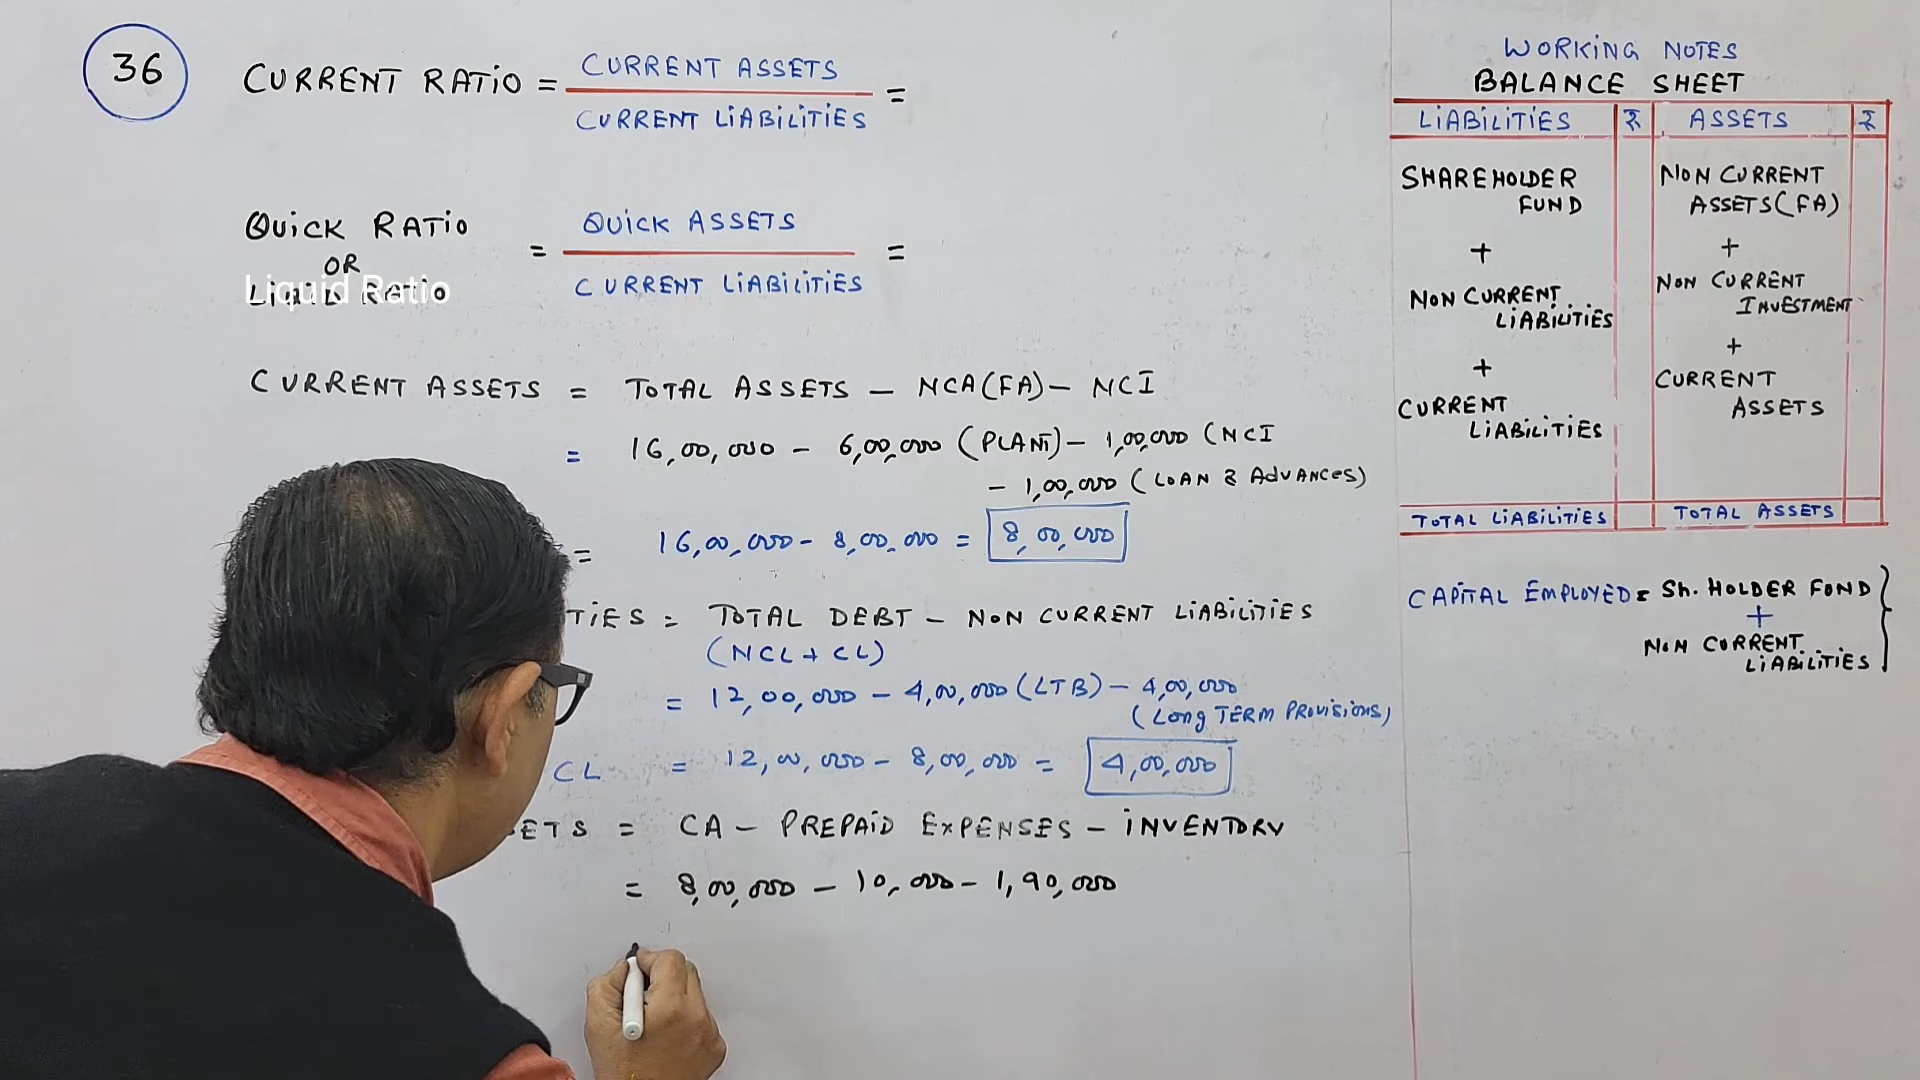 36
CURRENT RATIO = CURRENT ASSETS
CURRENT LIABILITIES =
QUICK RATIO
OR
LIQUID RATIO
Liquid Ratio
= QUICK ASSETS
CURRENT LIABILITIES =
CURRENT ASSETS = TOTAL ASSETS - NCA (FA) - NCI
= 16,00,000 - 6,00,000 (PLANT) - 1,00,000 (NCI
- 1,00,000 (LOAN & ADVANCES)
= 16,00,000 - 8,00,000 = 8,00,000
TIES = TOTAL DEBT - NON CURRENT LIABILITIES
(NCL + CL)
= 12,00,000 - 4,00,000 (LTB) - 4,00,000
(LONG TERM PROVISIONS)
CL = 12,00,000 - 8,00,000 = 4,00,000
SETS = CA - PREPAID EXPENSES - INVENTORY
= 8,00,000 - 10,000 - 1,90,000
WORKING NOTES
BALANCE SHEET
LIABILITIES ₹ ASSETS ₹
SHAREHOLDER
FUND
+
NON CURRENT
LIABILITIES
+
CURRENT
LIABILITIES
TOTAL LIABILITIES
NON CURRENT
ASSETS (FA)
+
NON CURRENT
INVESTMENT
+
CURRENT
ASSETS
TOTAL ASSETS
CAPITAL EMPLOYED = Sh. HOLDER FOND
+
NON CURRENT
LIABILITIES